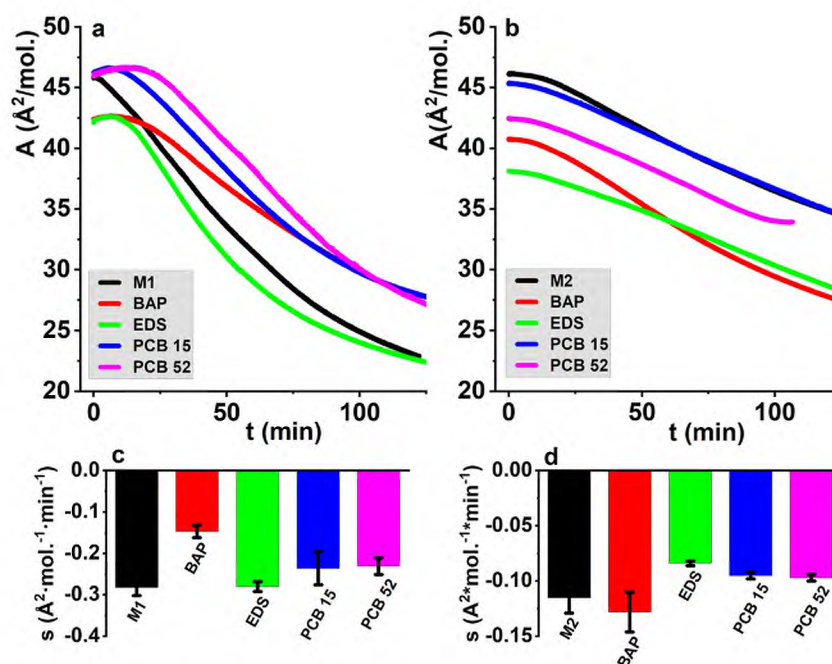 a
A (Å²/mol.)
50
45
40
35
30
25
20
M1
BAP
EDS
PCB 15
PCB 52
0
50
100
t (min)
b
A(Å²/mol.)
50
45
40
35
30
25
20
M2
BAP
EDS
PCB 15
PCB 52
0
50
100
t (min)
c
s (Å²·mol.⁻¹·min⁻¹)
0.0
-0.1
-0.2
-0.3
-0.4
M1
BAP
EDS
PCB 15
PCB 52
d
s (A²*mol.⁻¹*min⁻¹)
0.00
-0.05
-0.10
-0.15
M2
BAP
EDS
PCB 15
PCB 52